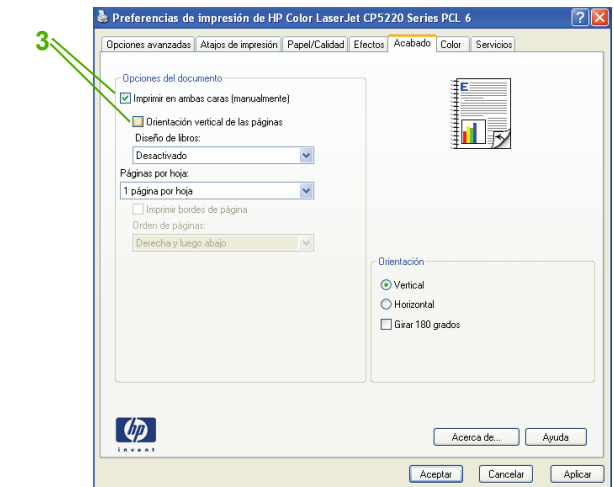 Preferencias de impresión de HP Color LaserJet CP5220 Series PCL 6
3
Opciones avanzadas Atajos de impresión Papel/Calidad Efectos Acabado Color Servicios
Opciones del documento
Imprimir en ambas caras (manualmente)
Orientación vertical de las páginas
Diseño de libros:
Desactivado
Páginas por hoja:
1 página por hoja
Imprimir bordes de página
Orden de páginas:
Derecha y luego abajo
E
Orientación
Vertical
Horizontal
Girar 180 grados
hp
invent
Acerca de... Ayuda
Aceptar Cancelar Aplicar